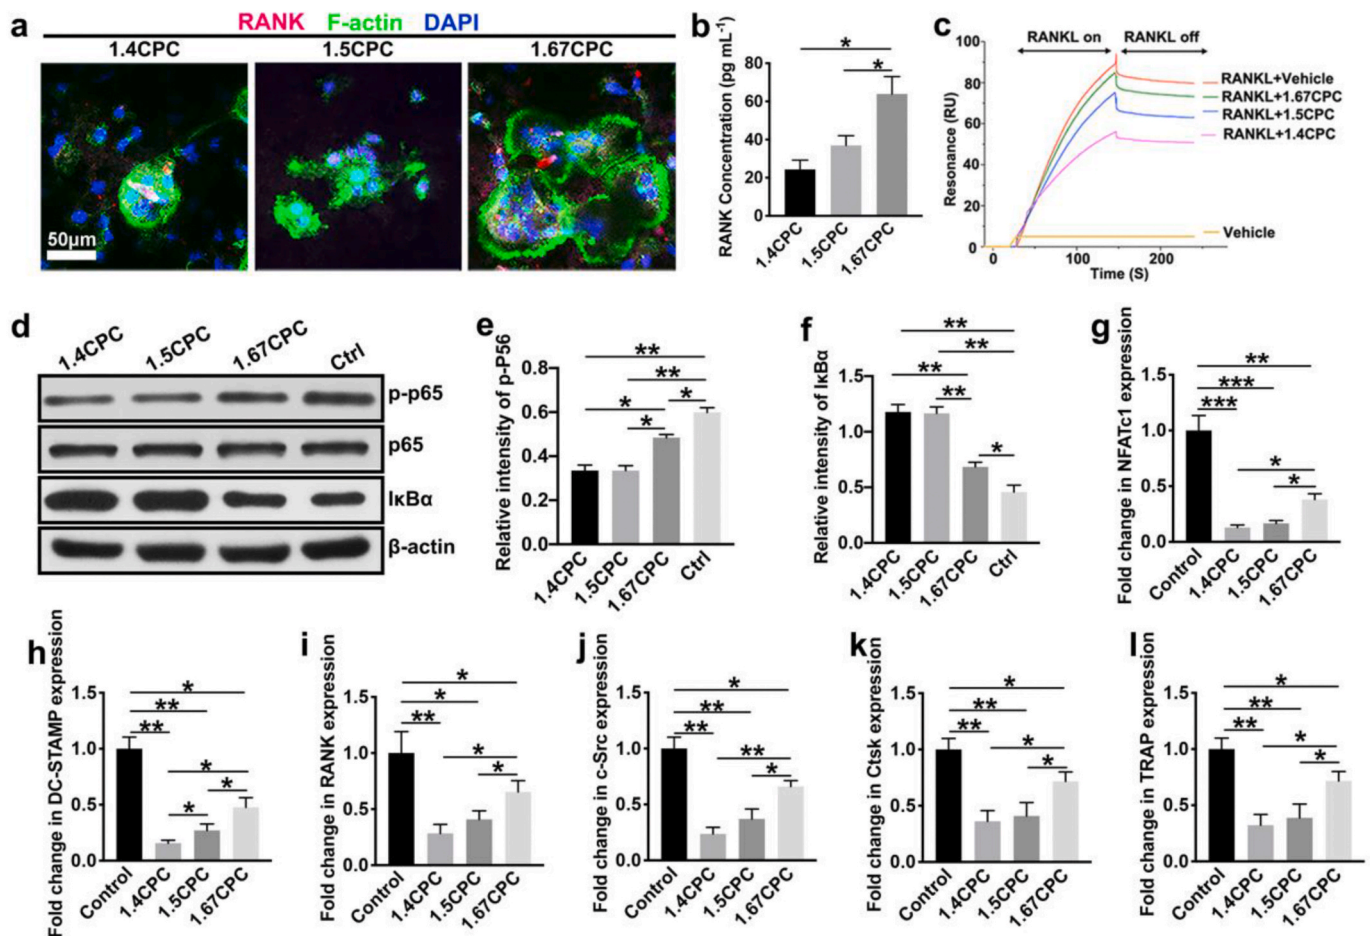 a
RANK F-actin DAPI
1.4CPC 1.5CPC 1.67CPC
50μm
b
RANK Concentration (pg mL⁻¹)
80
60
40
20
0
* *
1.4CPC 1.5CPC 1.67CPC
c
RANKL on RANKL off
Resonance (RU)
100
80
60
40
20
0
0 100 200
Time (S)
RANKL+Vehicle
RANKL+1.67CPC
RANKL+1.5CPC
RANKL+1.4CPC
Vehicle
d
1.4CPC 1.5CPC 1.67CPC Ctrl
p-p65
p65
IκBα
β-actin
e
Relative intensity of p-P56
0.8
0.6
0.4
0.2
0.0
** ** * * *
1.4CPC 1.5CPC 1.67CPC Ctrl
f
Relative intensity of IκBα
1.5
1.0
0.5
0.0
** ** ** ** *
1.4CPC 1.5CPC 1.67CPC Ctrl
g
Fold change in NFATc1 expression
1.5
1.0
0.5
0.0
** *** *** * *
Control 1.4CPC 1.5CPC 1.67CPC
h
Fold change in DC-STAMP expression
1.5
1.0
0.5
0.0
* ** ** * * *
Control 1.4CPC 1.5CPC 1.67CPC
i
Fold change in RANK expression
1.5
1.0
0.5
0.0
* * ** * *
Control 1.4CPC 1.5CPC 1.67CPC
j
Fold change in c-Src expression
1.5
1.0
0.5
0.0
* ** ** ** *
Control 1.4CPC 1.5CPC 1.67CPC
k
Fold change in Ctsk expression
1.5
1.0
0.5
0.0
* ** ** * *
Control 1.4CPC 1.5CPC 1.67CPC
l
Fold change in TRAP expression
1.5
1.0
0.5
0.0
* ** ** * *
Control 1.4CPC 1.5CPC 1.67CPC